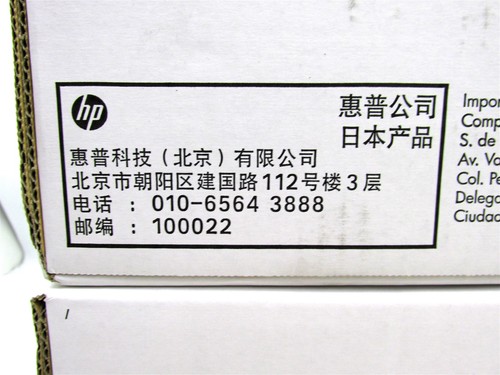 hp
惠普公司
日本产品
惠普科技（北京）有限公司
北京市朝阳区建国路112号楼3层
电话 : 010-6564 3888
邮编 : 100022
Impor
Comp
S. de
Av. Va
Col. Pe
Delega
Ciudad